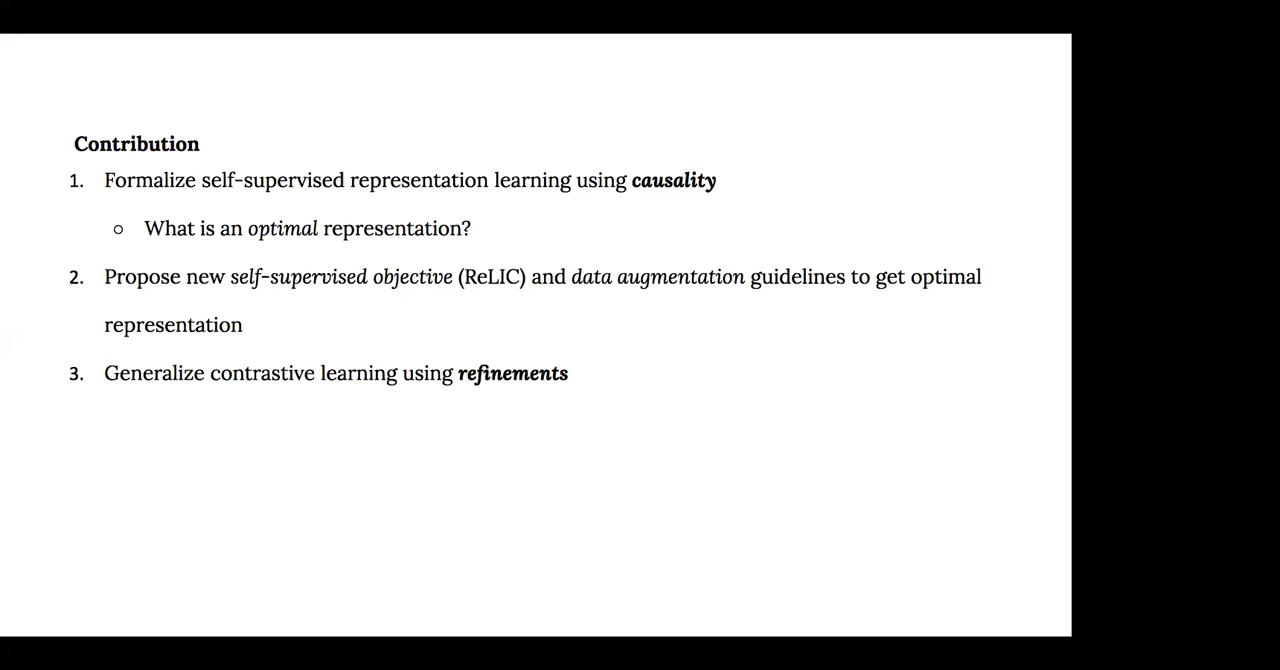 Contribution
1. Formalize self-supervised representation learning using causality
○ What is an optimal representation?
2. Propose new self-supervised objective (ReLIC) and data augmentation guidelines to get optimal
representation
3. Generalize contrastive learning using refinements